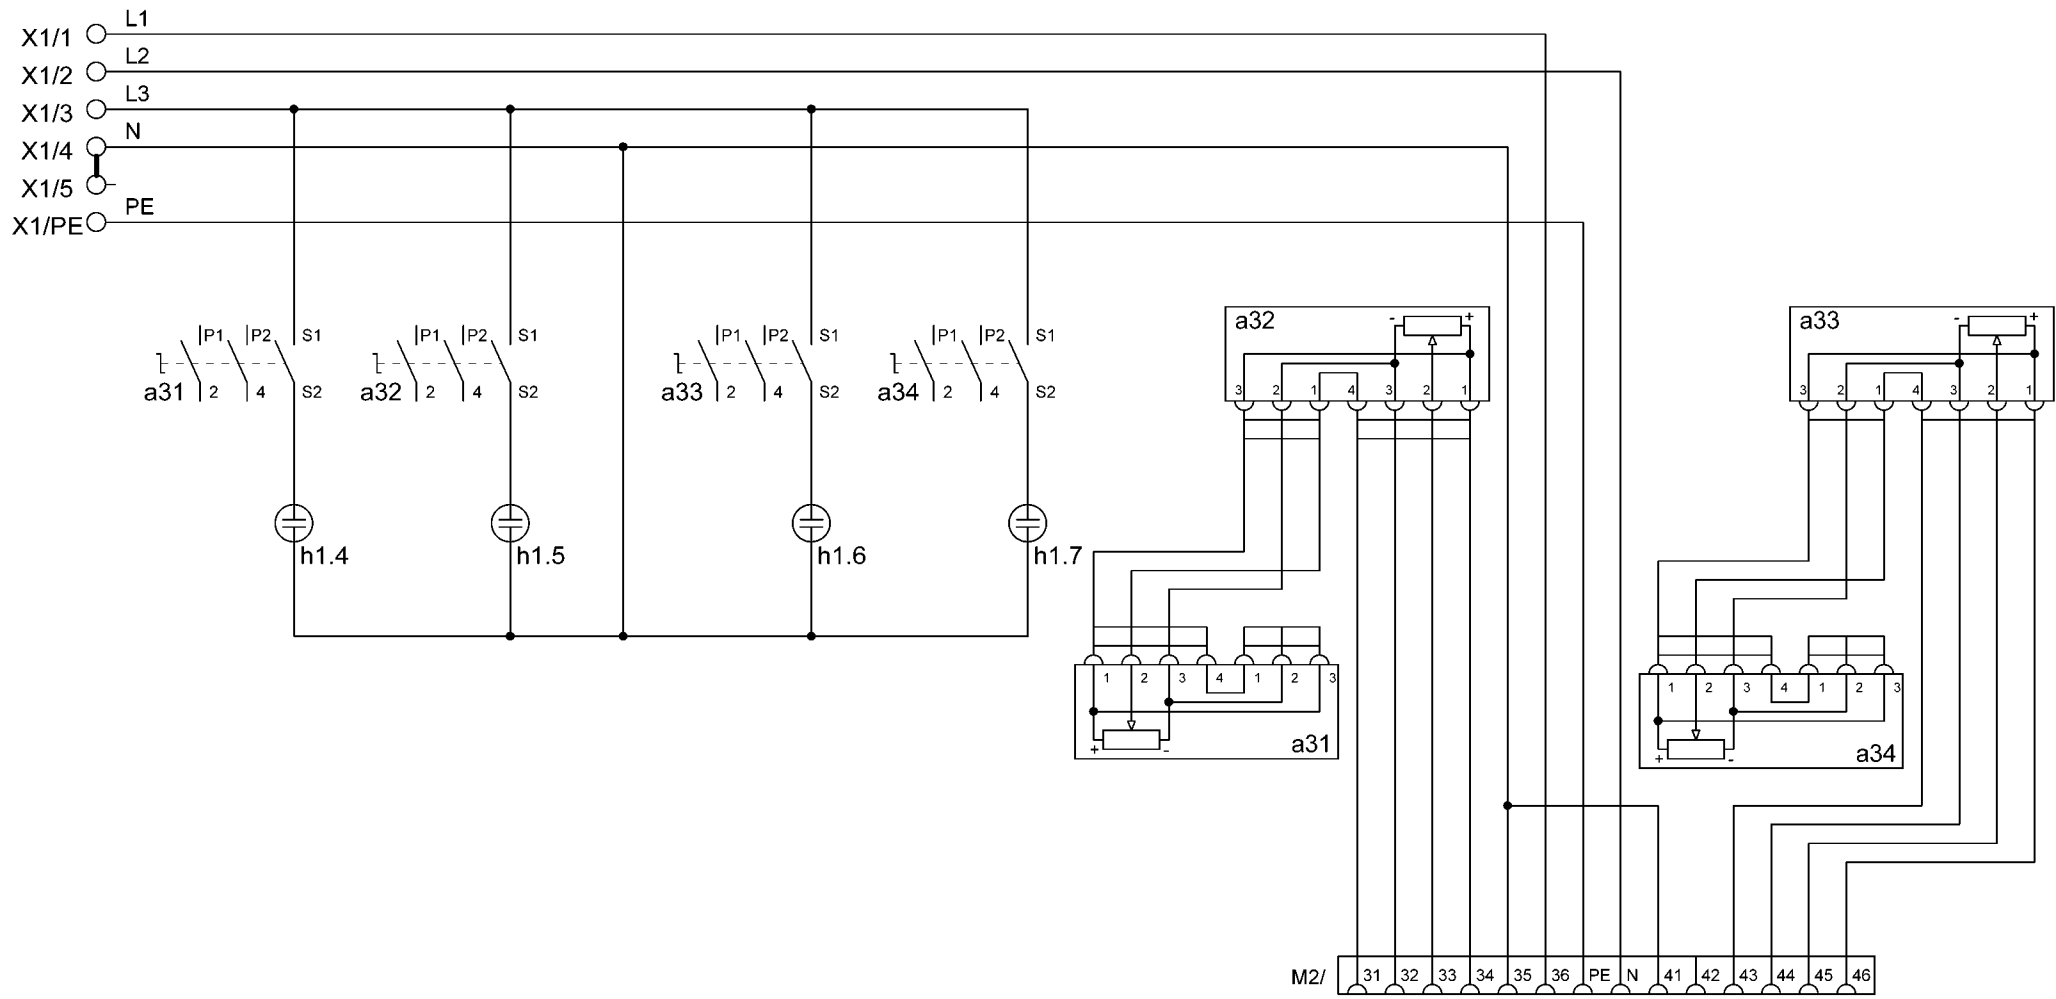 L1
X1/1
L2
X1/2
L3
X1/3
N
X1/4
X1/5
PE
X1/PE
P1 P2 S1 P1 P2 S1 P1 P2 S1 P1 P2 S1
a31 2 4 S2 a32 2 4 S2 a33 2 4 S2 a34 2 4 S2
h1.4 h1.5 h1.6 h1.7
a32 - +
3 2 1 4 3 2 1
a33 - +
3 2 1 4 3 2 1
1 2 3 4 1 2 3
+ - a31
1 2 3 4 1 2 3
+ - a34
M2/ 31 32 33 34 35 36 PE N 41 42 43 44 45 46